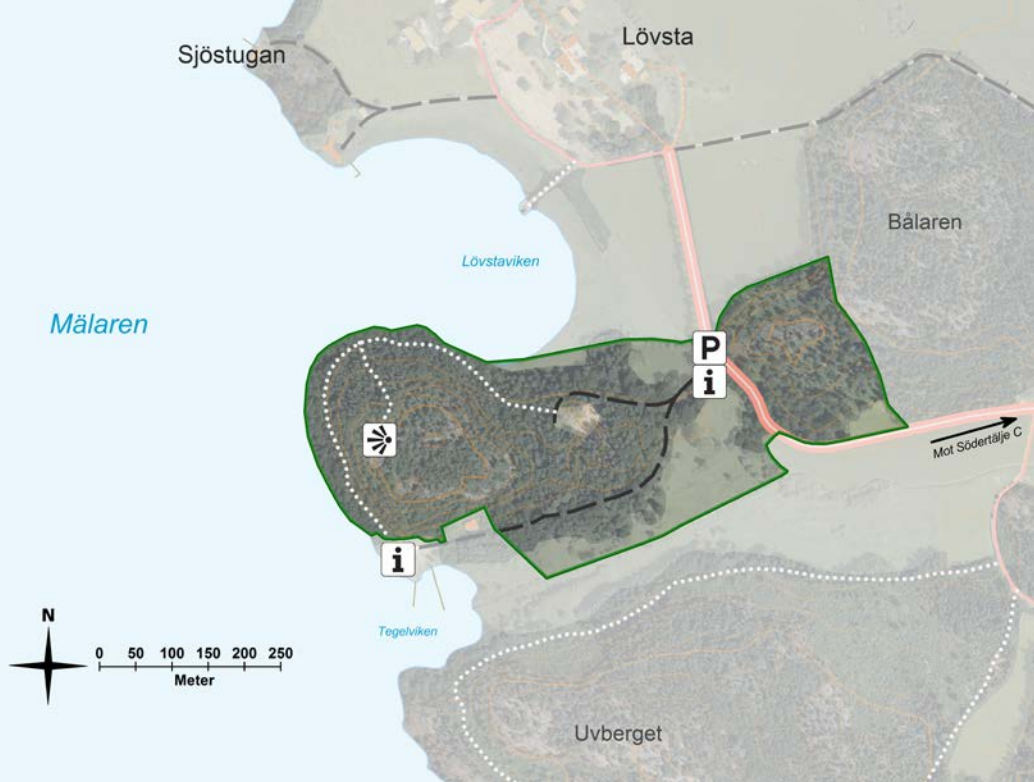 Sjöstugan
Lövsta
Bålaren
Lövstaviken
Mälaren
P
i
Mot Södertälje C
i
Tegelviken
N
0 50 100 150 200 250
Meter
Uvberget